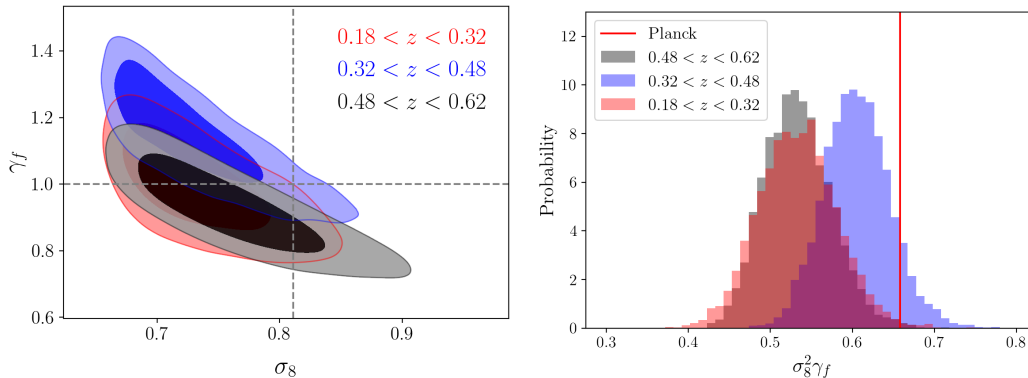 0.18 < z < 0.32
0.32 < z < 0.48
0.48 < z < 0.62
γ_f
1.4
1.2
1.0
0.8
0.6
0.7
0.8
0.9
σ_8
Planck
0.48 < z < 0.62
0.32 < z < 0.48
0.18 < z < 0.32
Probability
12
10
8
6
4
2
0
0.3
0.4
0.5
0.6
0.7
0.8
σ_8^2 γ_f